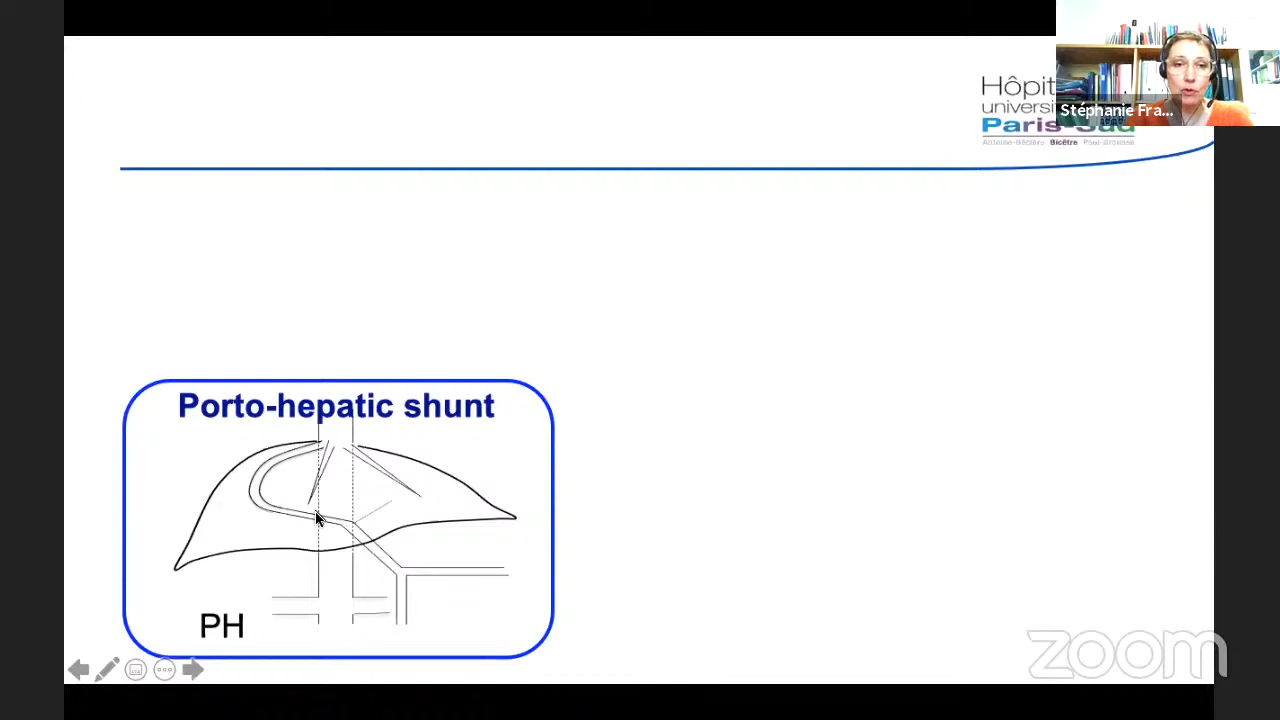 Hôpit
universi
Paris-Sud
Antoine-Béclère Bicêtre Paul-Brousse
Stéphanie Fra...
Porto-hepatic shunt
PH
zoom